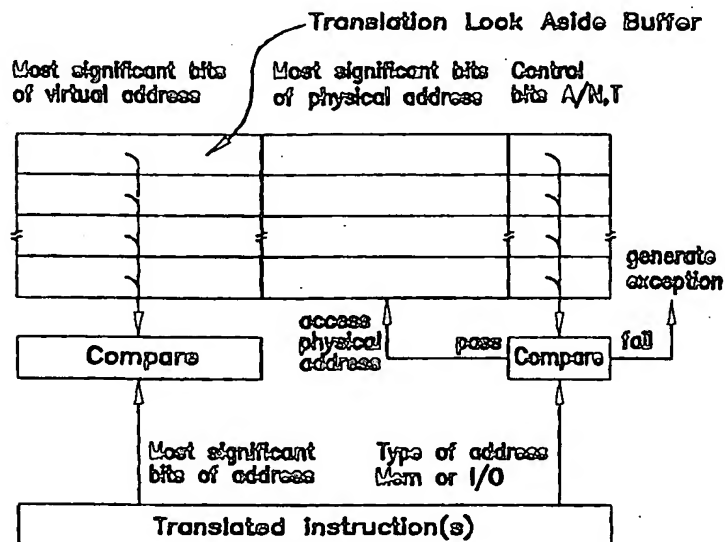 Translation Look Aside Buffer
Most significant bits
of virtual address
Most significant bits
of physical address
Control
bits A/N,T
generate
exception
access
physical
address
pass
fail
Compare
Compare
Most significant
bits of address
Type of address
Mem or I/O
Translated instruction(s)